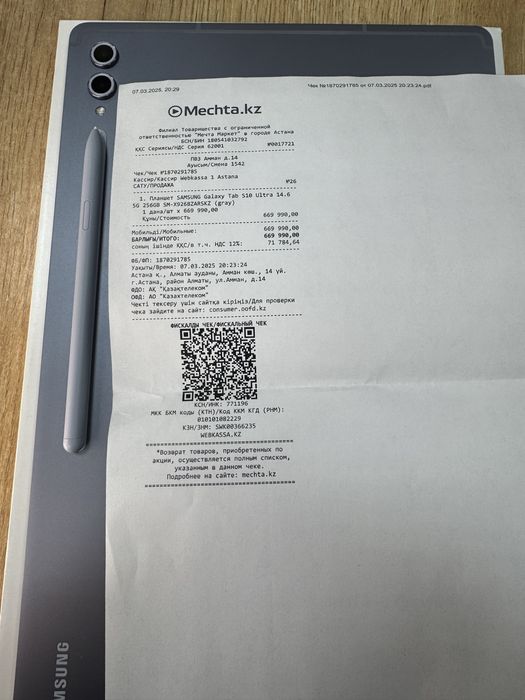 07.03.2025, 20:29
Чек №1870291785 от 07.03.2025 20:23:24.pdf
Mechta.kz
Филиал Товарищества с ограниченной
ответственностью "Мечта Маркет" в городе Астана
БСН/БИН 180541032792
ҚҚС Сериясы/НДС Серия 62001 №0017721
ПВЗ Амман д.14
Ауысым/Смена 1542
Чек/Чек №1870291785
Кассир/Кассир Webkassa 1 Astana №26
САТУ/ПРОДАЖА
1. Планшет SAMSUNG Galaxy Tab S10 Ultra 14.6
5G 256GB SM-X926BZARSKZ (gray)
1 дана/шт x 669 990,00
Құны/Стоимость 669 990,00
Мобильді/Мобильные: 669 990,00
БАРЛЫҒЫ/ИТОГО: 669 990,00
соның ішінде ҚҚС/в т.ч. НДС 12%: 71 784,64
ФБ/ФП: 1870291785
Уақыты/Время: 07.03.2025 20:23:24
Астана қ., Алматы ауданы, Амман көш., 14 үй.
г.Астана, район Алматы, ул.Амман, д.14
ФДО: АҚ "Қазақтелеком"
ОФД: АО "Казахтелеком"
Чекті тексеру үшін сайтқа кіріңіз/Для проверки
чека зайдите на сайт: consumer.oofd.kz
ФИСКАЛДЫ ЧЕК/ФИСКАЛЬНЫЙ ЧЕК
КСН/ИНК: 771196
МКК БКМ коды (КТН)/Код ККМ КГД (РНМ):
010101082229
КЗН/ЗНМ: SWK00366235
WEBKASSA.KZ
*Возврат товаров, приобретенных по
акции, осуществляется полным списком,
указанным в данном чеке.
Подробнее на сайте: mechta.kz
SAMSUNG